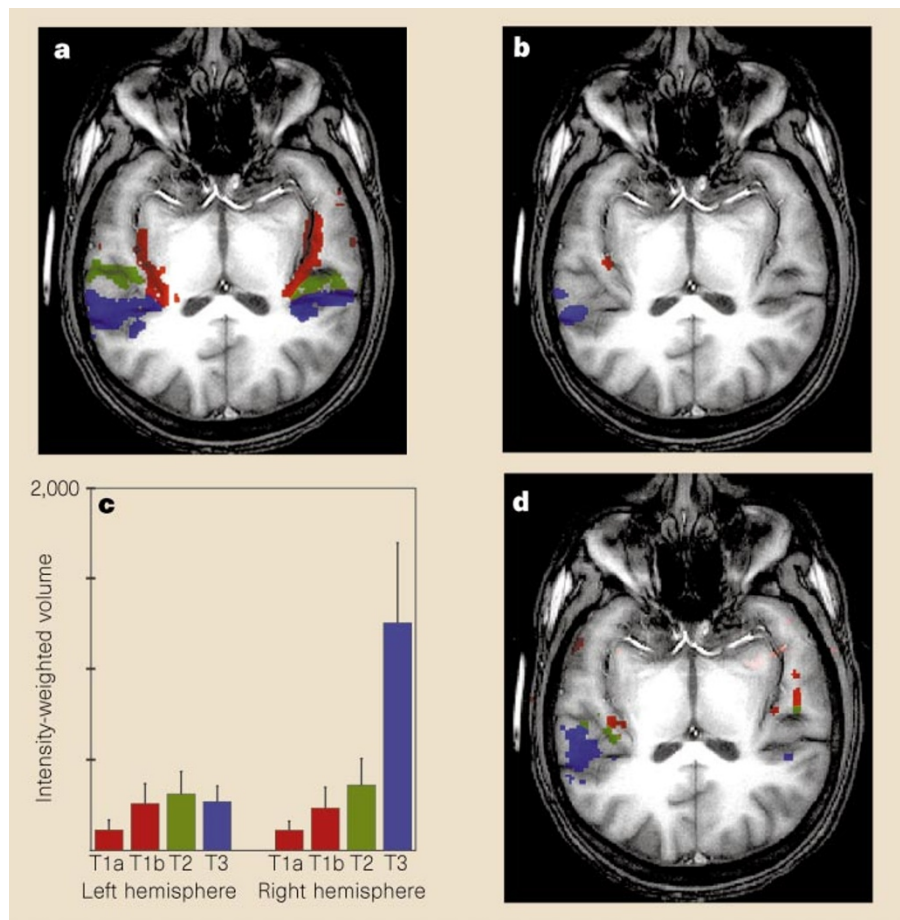 a
b
2,000
c
d
Intensity-weighted volume
T1a T1b T2 T3 T1a T1b T2 T3
Left hemisphere Right hemisphere